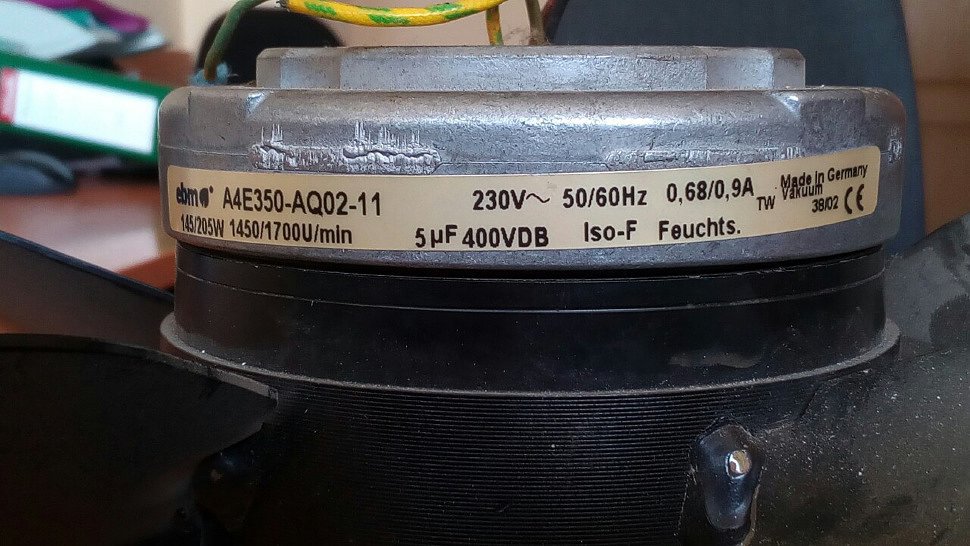 ebm A4E350-AQ02-11 230V~ 50/60Hz 0,68/0,9A Made in Germany
TW Vakuum
145/205W 1450/1700U/min 5µF 400VDB Iso-F Feuchts. 38/02 CE